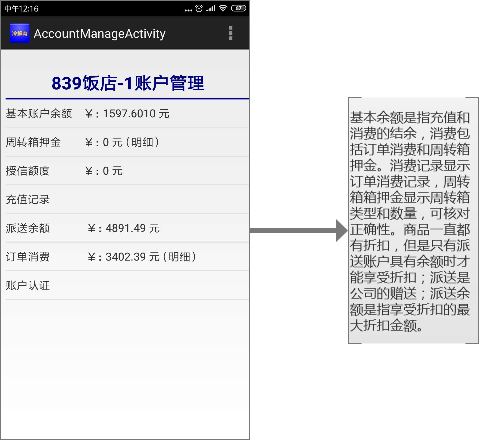 中午12:16
AccountManageActivity
839饭店-1账户管理
基本账户余额 ¥: 1597.6010 元
周转箱押金 ¥: 0 元 (明细)
授信额度 ¥: 0 元
充值记录
派送余额 ¥: 4891.49 元
订单消费 ¥: 3402.39 元 (明细)
账户认证
基本余额是指充值和
消费的结余，消费包
括订单消费和周转箱
押金。消费记录显示
订单消费记录，周转
箱箱押金显示周转箱
类型和数量，可核对
正确性。商品一直都
有折扣，但是只有派
送账户具有余额时才
能享受折扣；派送是
公司的赠送；派送余
额是指享受折扣的最
大折扣金额。